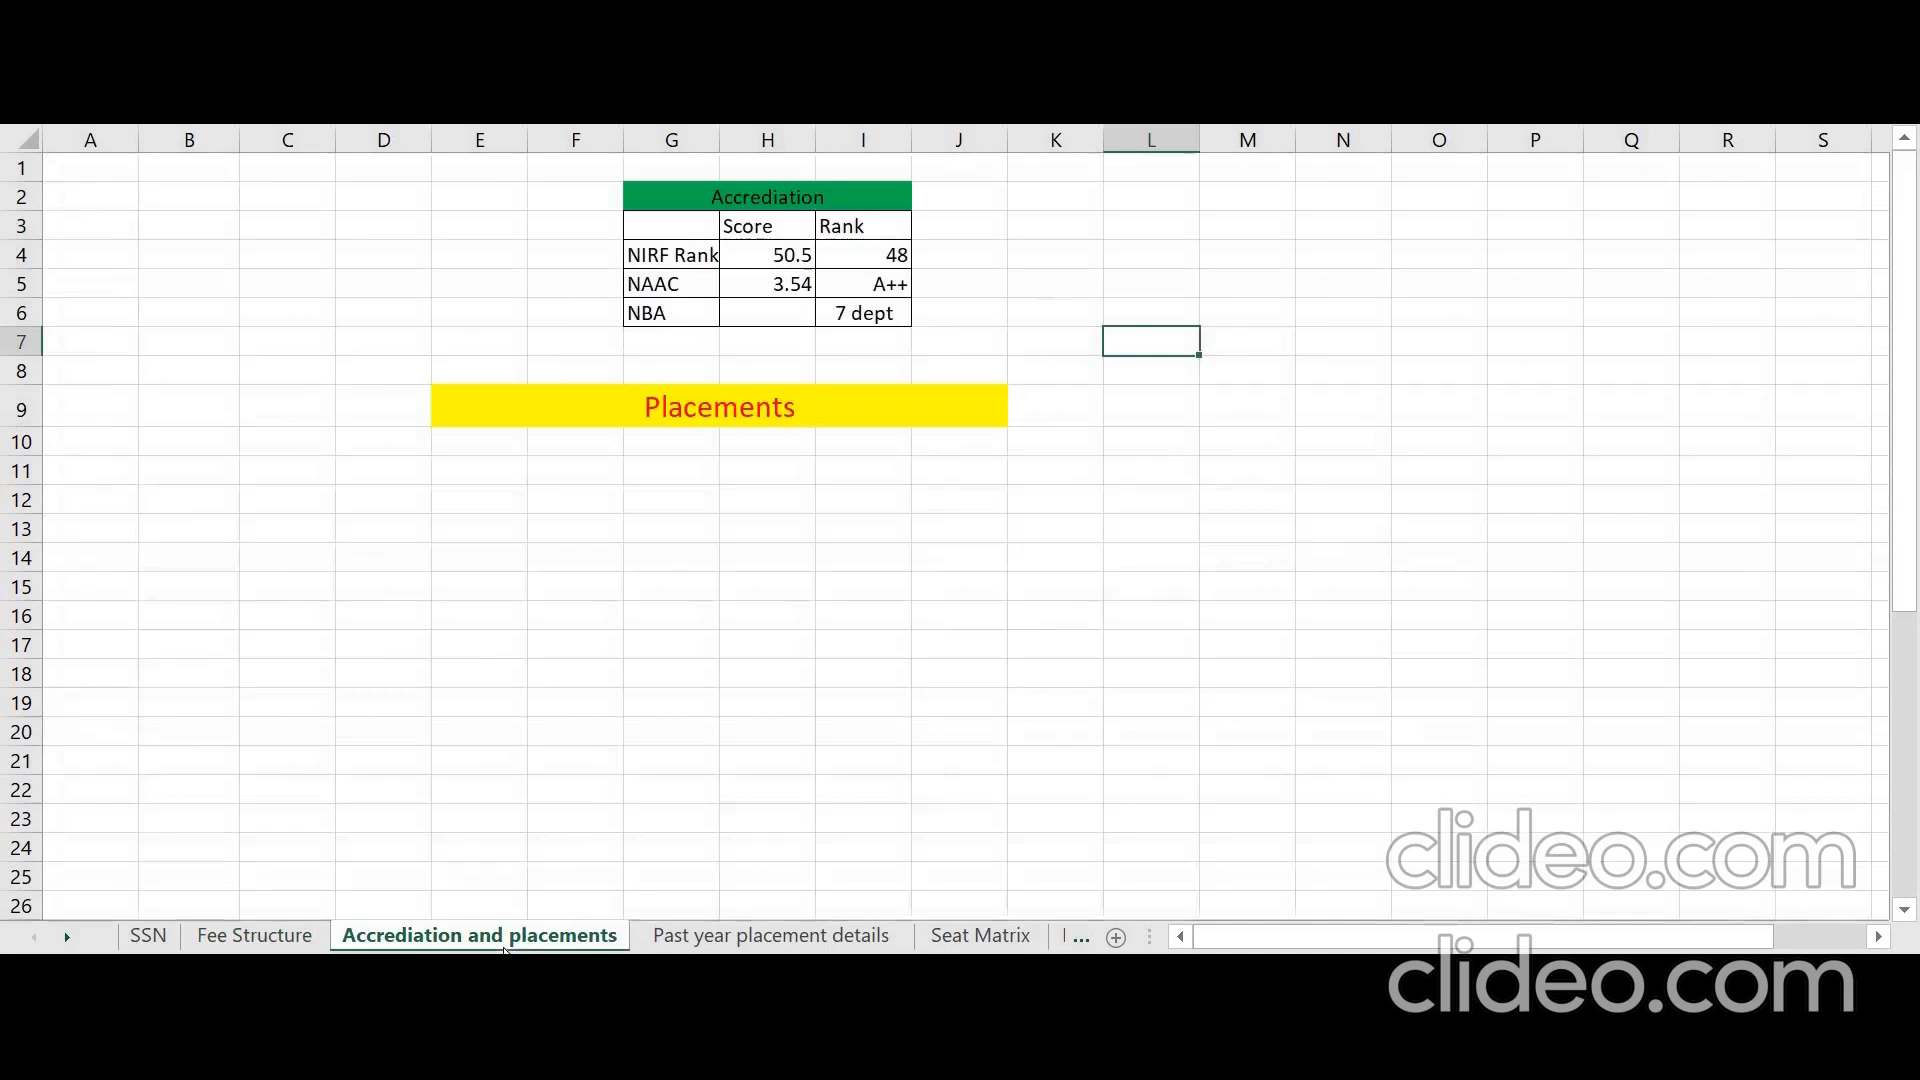 A B C D E F G H I J K L M N O P Q R S
1
2 Accrediation
3 Score Rank
4 NIRF Rank 50.5 48
5 NAAC 3.54 A++
6 NBA 7 dept
7
8
9 Placements
10
11
12
13
14
15
16
17
18
19
20
21
22
23
24
25
26
clideo.com
SSN Fee Structure Accrediation and placements Past year placement details Seat Matrix ...
clideo.com